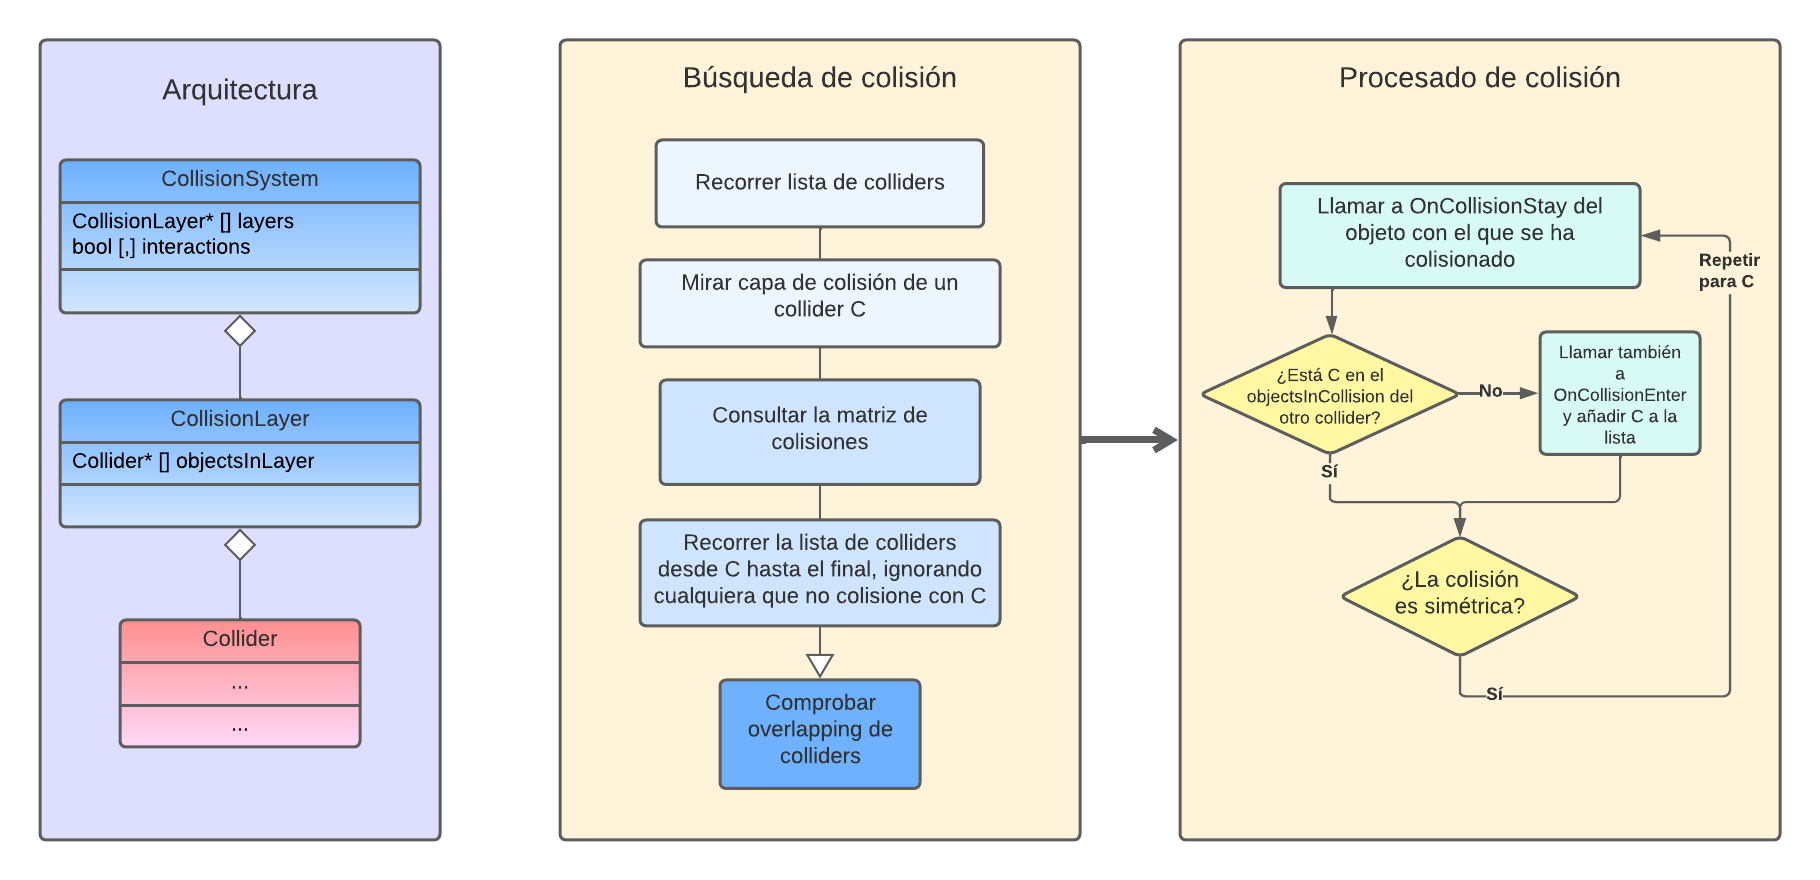 Arquitectura
CollisionSystem
CollisionLayer* [] layers
bool [,] interactions
CollisionLayer
Collider* [] objectsInLayer
Collider
...
...
Búsqueda de colisión
Recorrer lista de colliders
Mirar capa de colisión de un
collider C
Consultar la matriz de
colisiones
Recorrer la lista de colliders
desde C hasta el final, ignorando
cualquiera que no colisione con C
Comprobar
overlapping de
colliders
Procesado de colisión
Llamar a OnCollisionStay del
objeto con el que se ha
colisionado
Repetir
para C
¿Está C en el
objectsInCollision del
otro collider?
No
Llamar también
a
OnCollisionEnter
y añadir C a la
lista
Sí
¿La colisión
es simétrica?
Sí